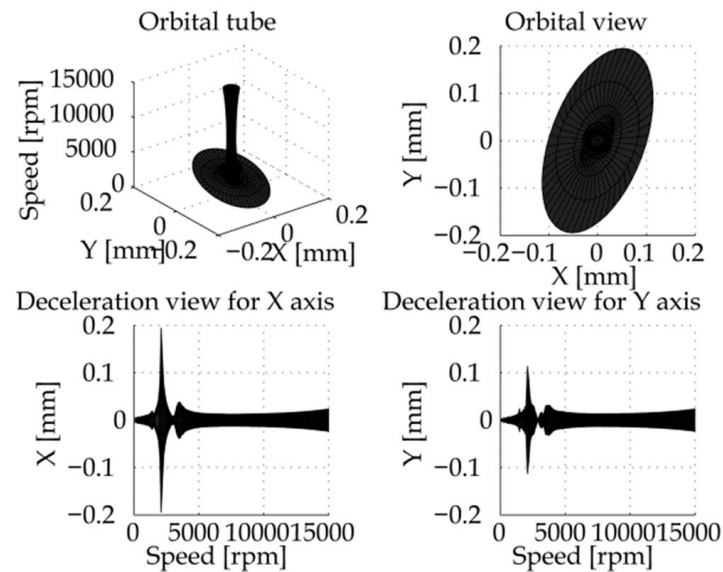 Orbital tube
Speed [rpm]
15000
10000
5000
0
0.2
0
−0.2
Y [mm]
−0.2
0
0.2
X [mm]
Orbital view
Y [mm]
0.2
0.1
0
−0.1
−0.2
−0.2 −0.1 0 0.1 0.2
X [mm]
Deceleration view for X axis
X [mm]
0.2
0.1
0
−0.1
−0.2
0 5000 10000 15000
Speed [rpm]
Deceleration view for Y axis
Y [mm]
0.2
0.1
0
−0.1
−0.2
0 5000 10000 15000
Speed [rpm]